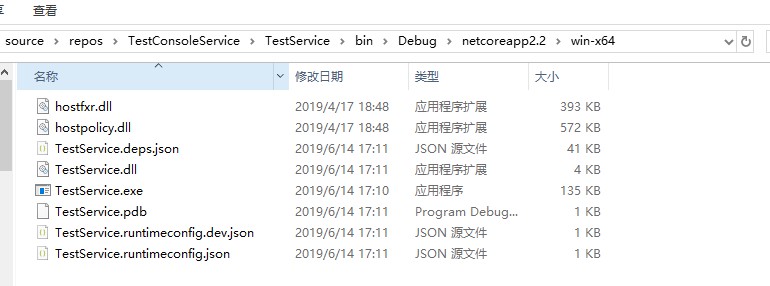 享 查看
source › repos › TestConsoleService › TestService › bin › Debug › netcoreapp2.2 › win-x64
名称 修改日期 类型 大小
hostfxr.dll 2019/4/17 18:48 应用程序扩展 393 KB
hostpolicy.dll 2019/4/17 18:48 应用程序扩展 572 KB
TestService.deps.json 2019/6/14 17:11 JSON 源文件 41 KB
TestService.dll 2019/6/14 17:11 应用程序扩展 4 KB
TestService.exe 2019/6/14 17:10 应用程序 135 KB
TestService.pdb 2019/6/14 17:11 Program Debug... 1 KB
TestService.runtimeconfig.dev.json 2019/6/14 17:11 JSON 源文件 1 KB
TestService.runtimeconfig.json 2019/6/14 17:11 JSON 源文件 1 KB